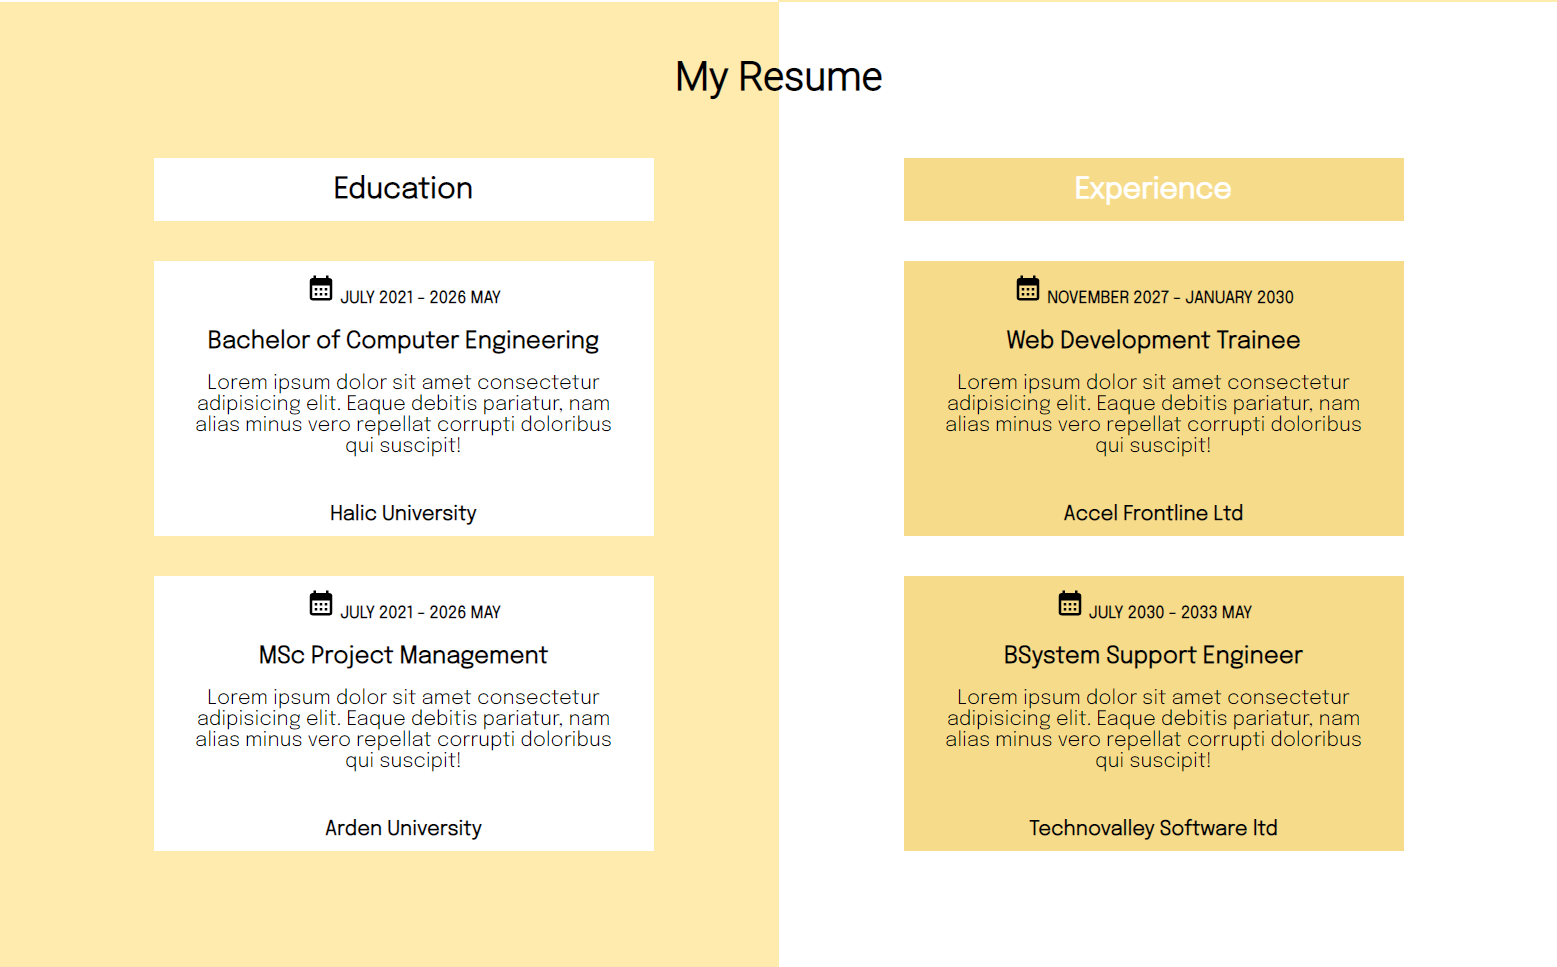 My Resume
Education
JULY 2021 - 2026 MAY
Bachelor of Computer Engineering
Lorem ipsum dolor sit amet consectetur
adipisicing elit. Eaque debitis pariatur, nam
alias minus vero repellat corrupti doloribus
qui suscipit!
Halic University
JULY 2021 - 2026 MAY
MSc Project Management
Lorem ipsum dolor sit amet consectetur
adipisicing elit. Eaque debitis pariatur, nam
alias minus vero repellat corrupti doloribus
qui suscipit!
Arden University
Experience
NOVEMBER 2027 - JANUARY 2030
Web Development Trainee
Lorem ipsum dolor sit amet consectetur
adipisicing elit. Eaque debitis pariatur, nam
alias minus vero repellat corrupti doloribus
qui suscipit!
Accel Frontline Ltd
JULY 2030 - 2033 MAY
BSystem Support Engineer
Lorem ipsum dolor sit amet consectetur
adipisicing elit. Eaque debitis pariatur, nam
alias minus vero repellat corrupti doloribus
qui suscipit!
Technovalley Software ltd